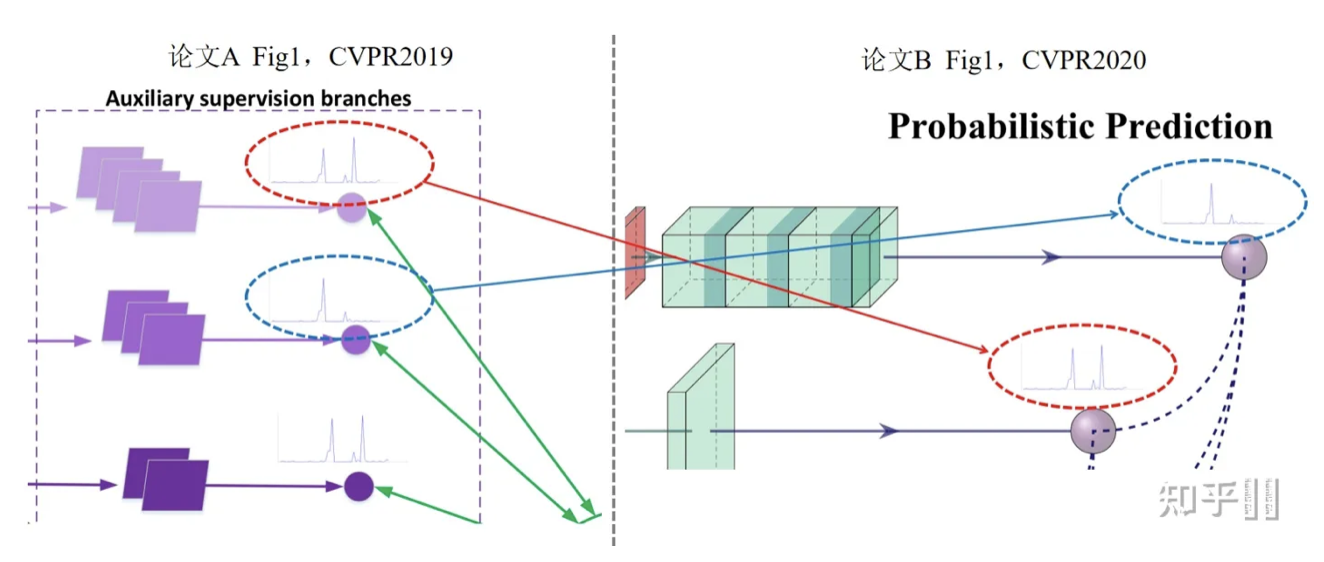 论文A Fig1，CVPR2019
Auxiliary supervision branches
论文B Fig1，CVPR2020
Probabilistic Prediction
知乎